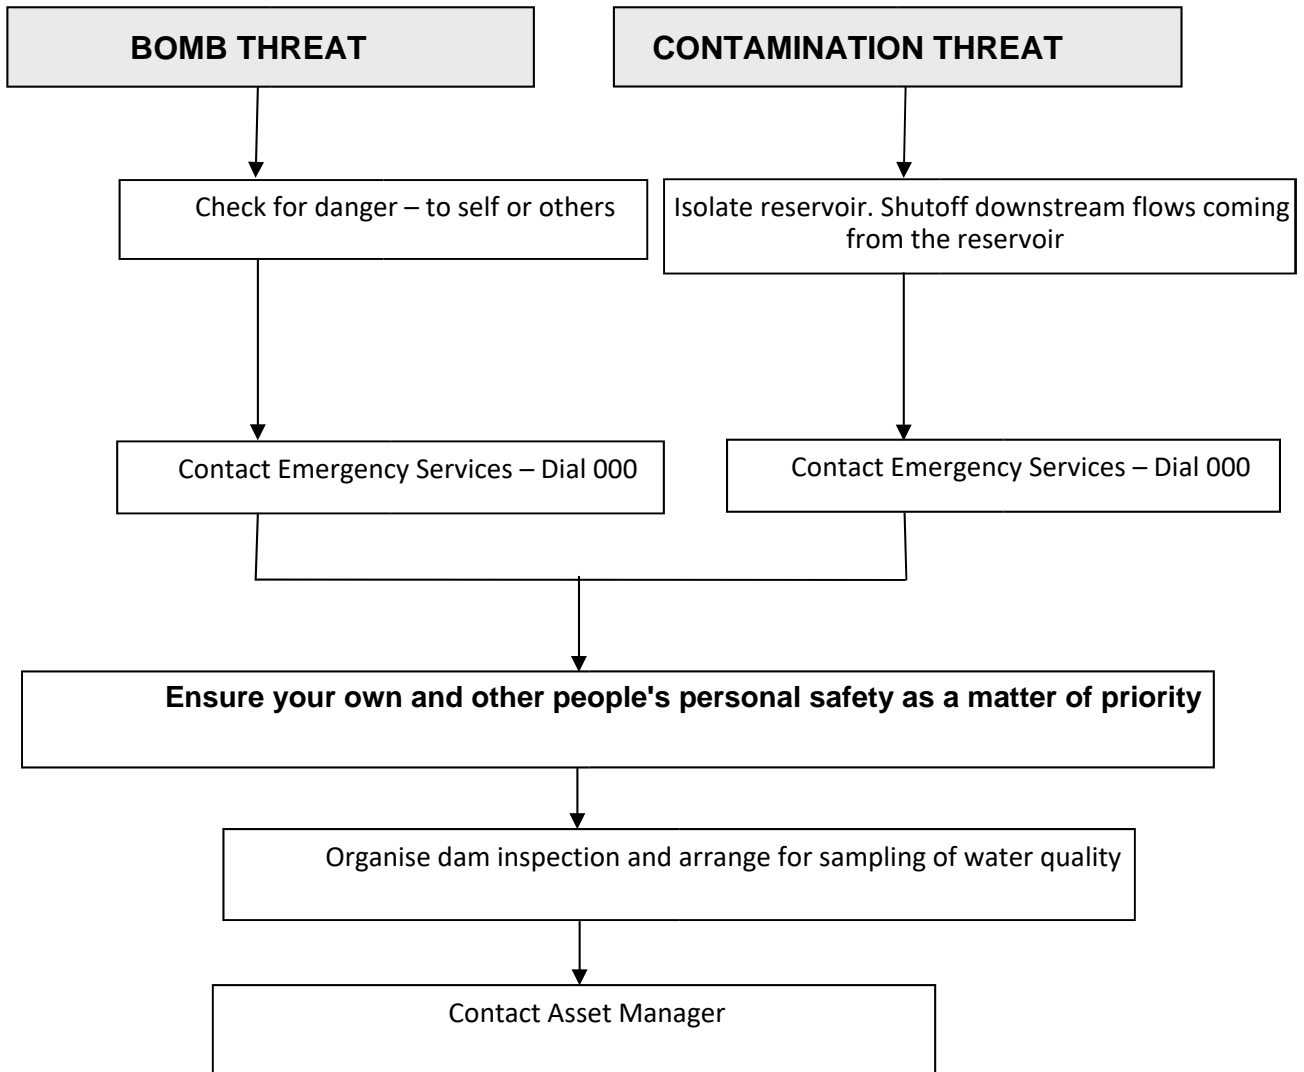 BOMB THREAT
CONTAMINATION THREAT
Check for danger – to self or others
Isolate reservoir. Shutoff downstream flows coming
from the reservoir
Contact Emergency Services – Dial 000
Contact Emergency Services – Dial 000
Ensure your own and other people's personal safety as a matter of priority
Organise dam inspection and arrange for sampling of water quality
Contact Asset Manager